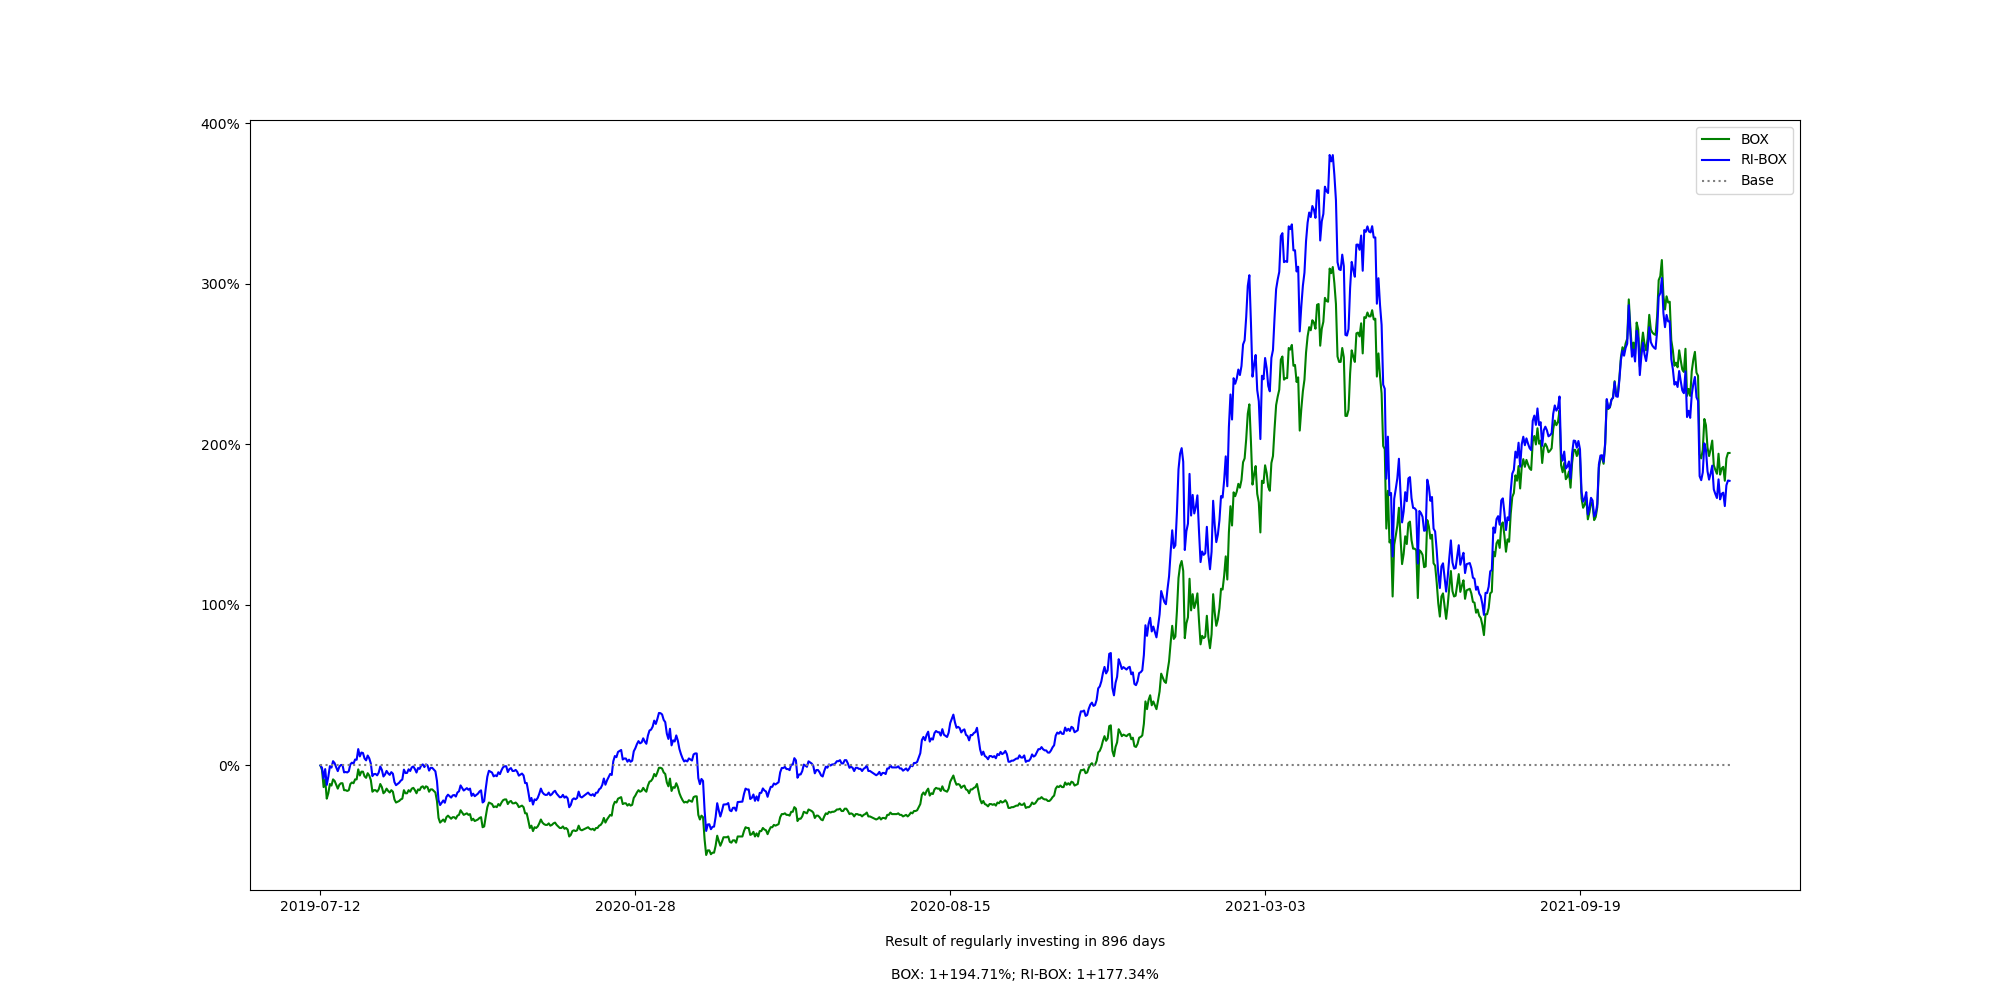 400%
300%
200%
100%
0%
BOX
RI-BOX
Base
2019-07-12
2020-01-28
2020-08-15
2021-03-03
2021-09-19
Result of regularly investing in 896 days
BOX: 1+194.71%; RI-BOX: 1+177.34%